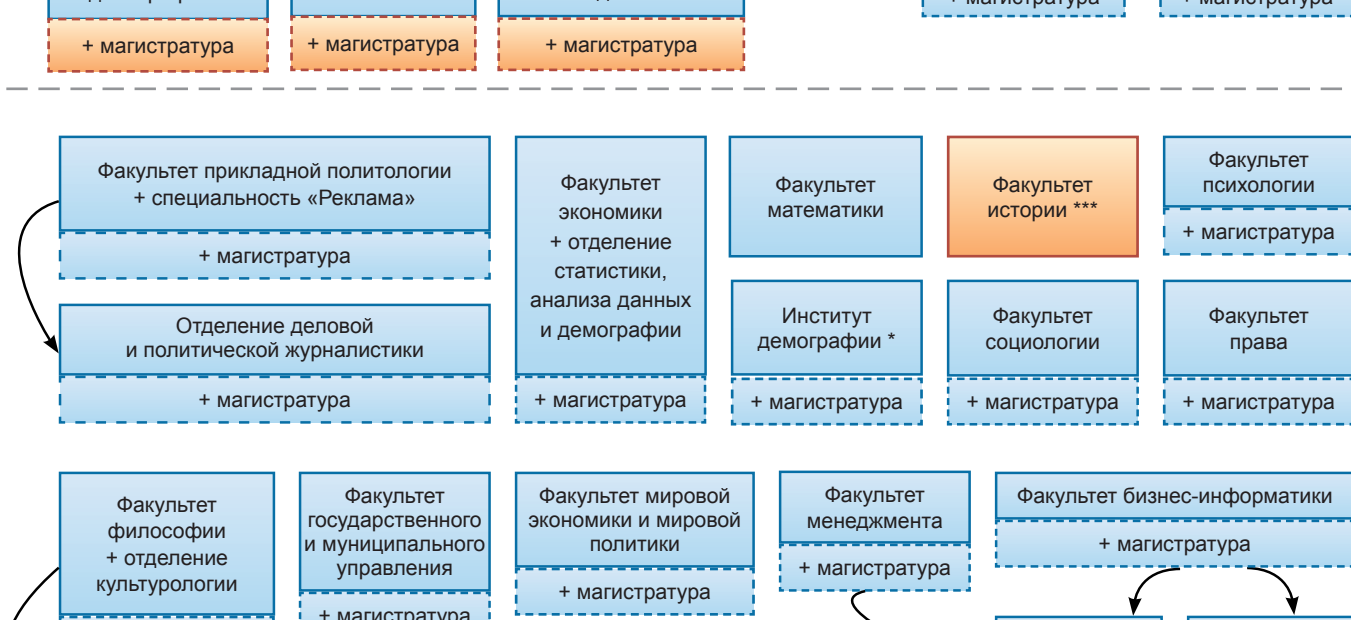 + магистратура
+ магистратура
+ магистратура
+ магистратура
+ магистратура
Факультет прикладной политологии
+ специальность «Реклама»
+ магистратура
Отделение деловой
и политической журналистики
+ магистратура
Факультет
экономики
+ отделение
статистики,
анализа данных
и демографии
+ магистратура
Факультет
математики
Институт
демографии *
+ магистратура
Факультет
истории ***
Факультет
социологии
+ магистратура
Факультет
психологии
+ магистратура
Факультет
права
+ магистратура
Факультет
философии
+ отделение
культурологии
Факультет
государственного
и муниципального
управления
+ магистратура
Факультет мировой
экономики и мировой
политики
+ магистратура
Факультет
менеджмента
+ магистратура
Факультет бизнес-информатики
+ магистратура